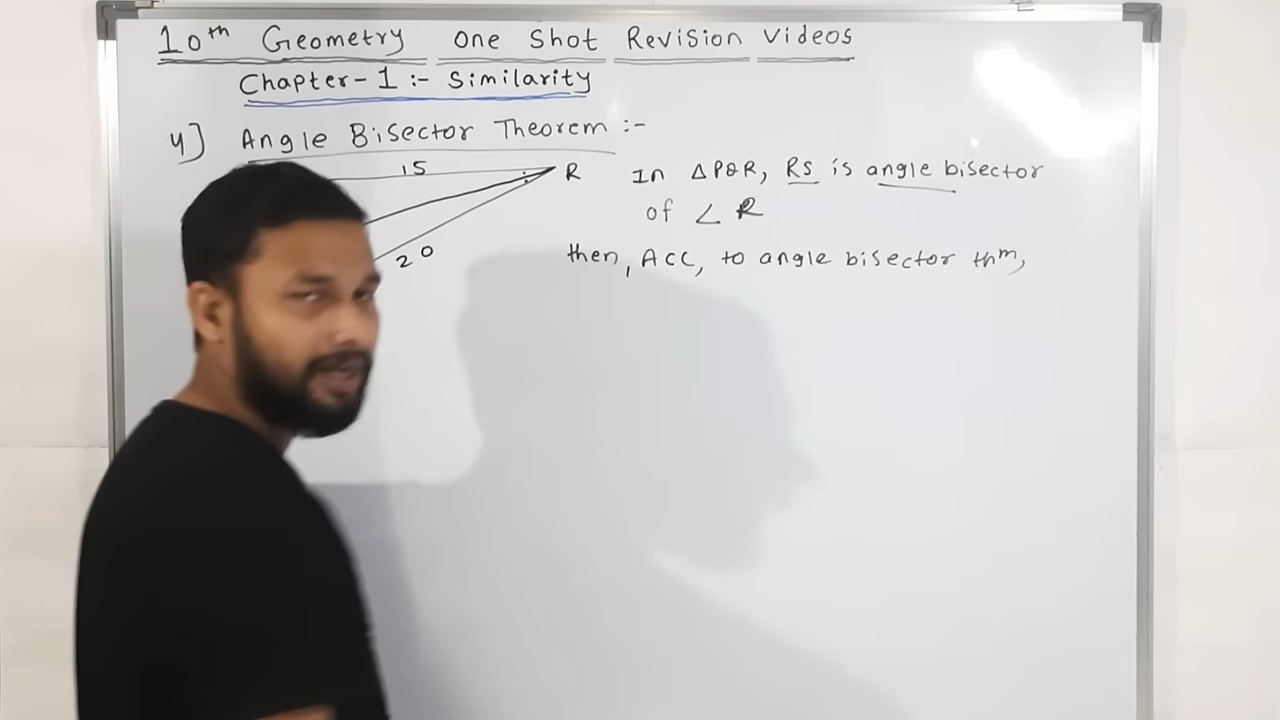 10th Geometry one shot Revision videos
Chapter-1 :- Similarity
4] Angle Bisector Theorem :-
15
R
In ΔPQR, RS is angle bisector
of ∠R
20
then, Acc, to angle bisector thm,